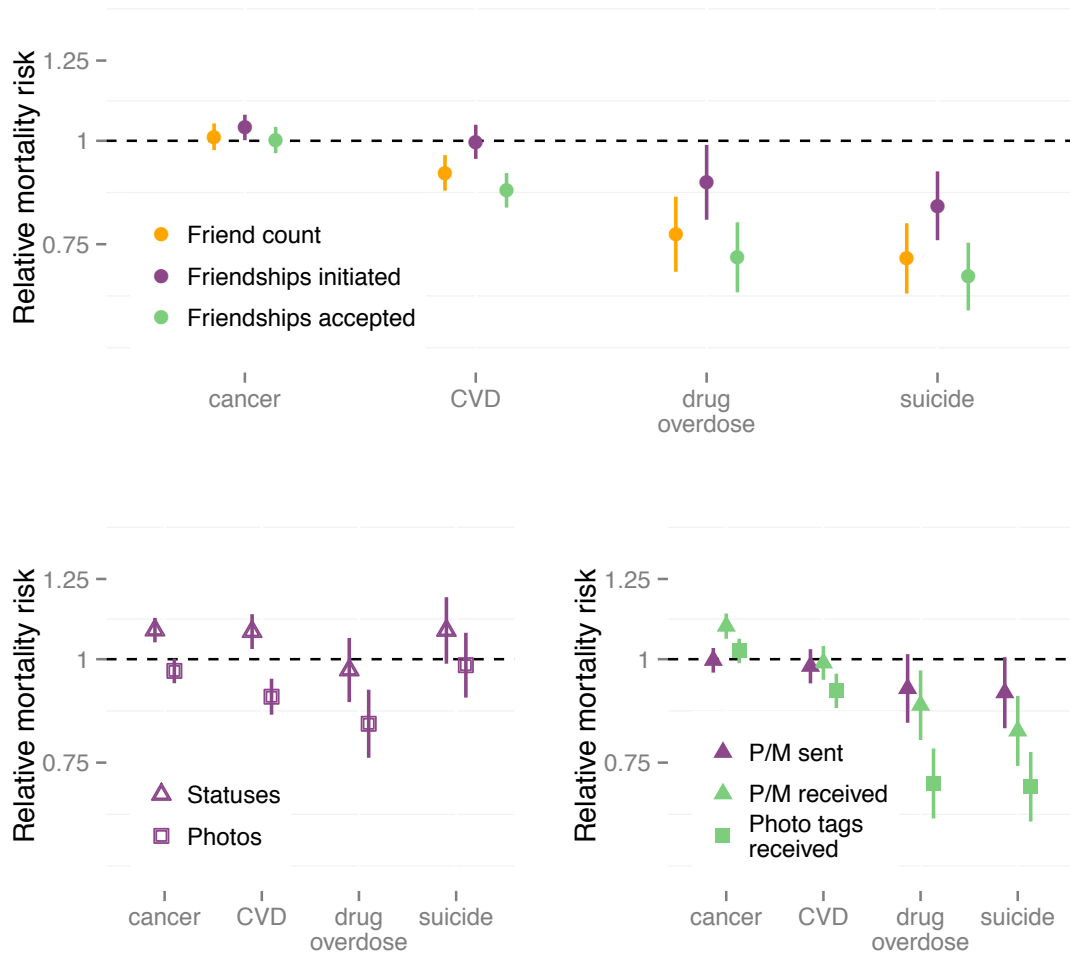 Relative mortality risk
1.25
1
0.75
Friend count
Friendships initiated
Friendships accepted
cancer
CVD
drug
overdose
suicide
Relative mortality risk
1.25
1
0.75
Statuses
Photos
cancer
CVD
drug
overdose
suicide
Relative mortality risk
1.25
1
0.75
P/M sent
P/M received
Photo tags
received
cancer
CVD
drug
overdose
suicide